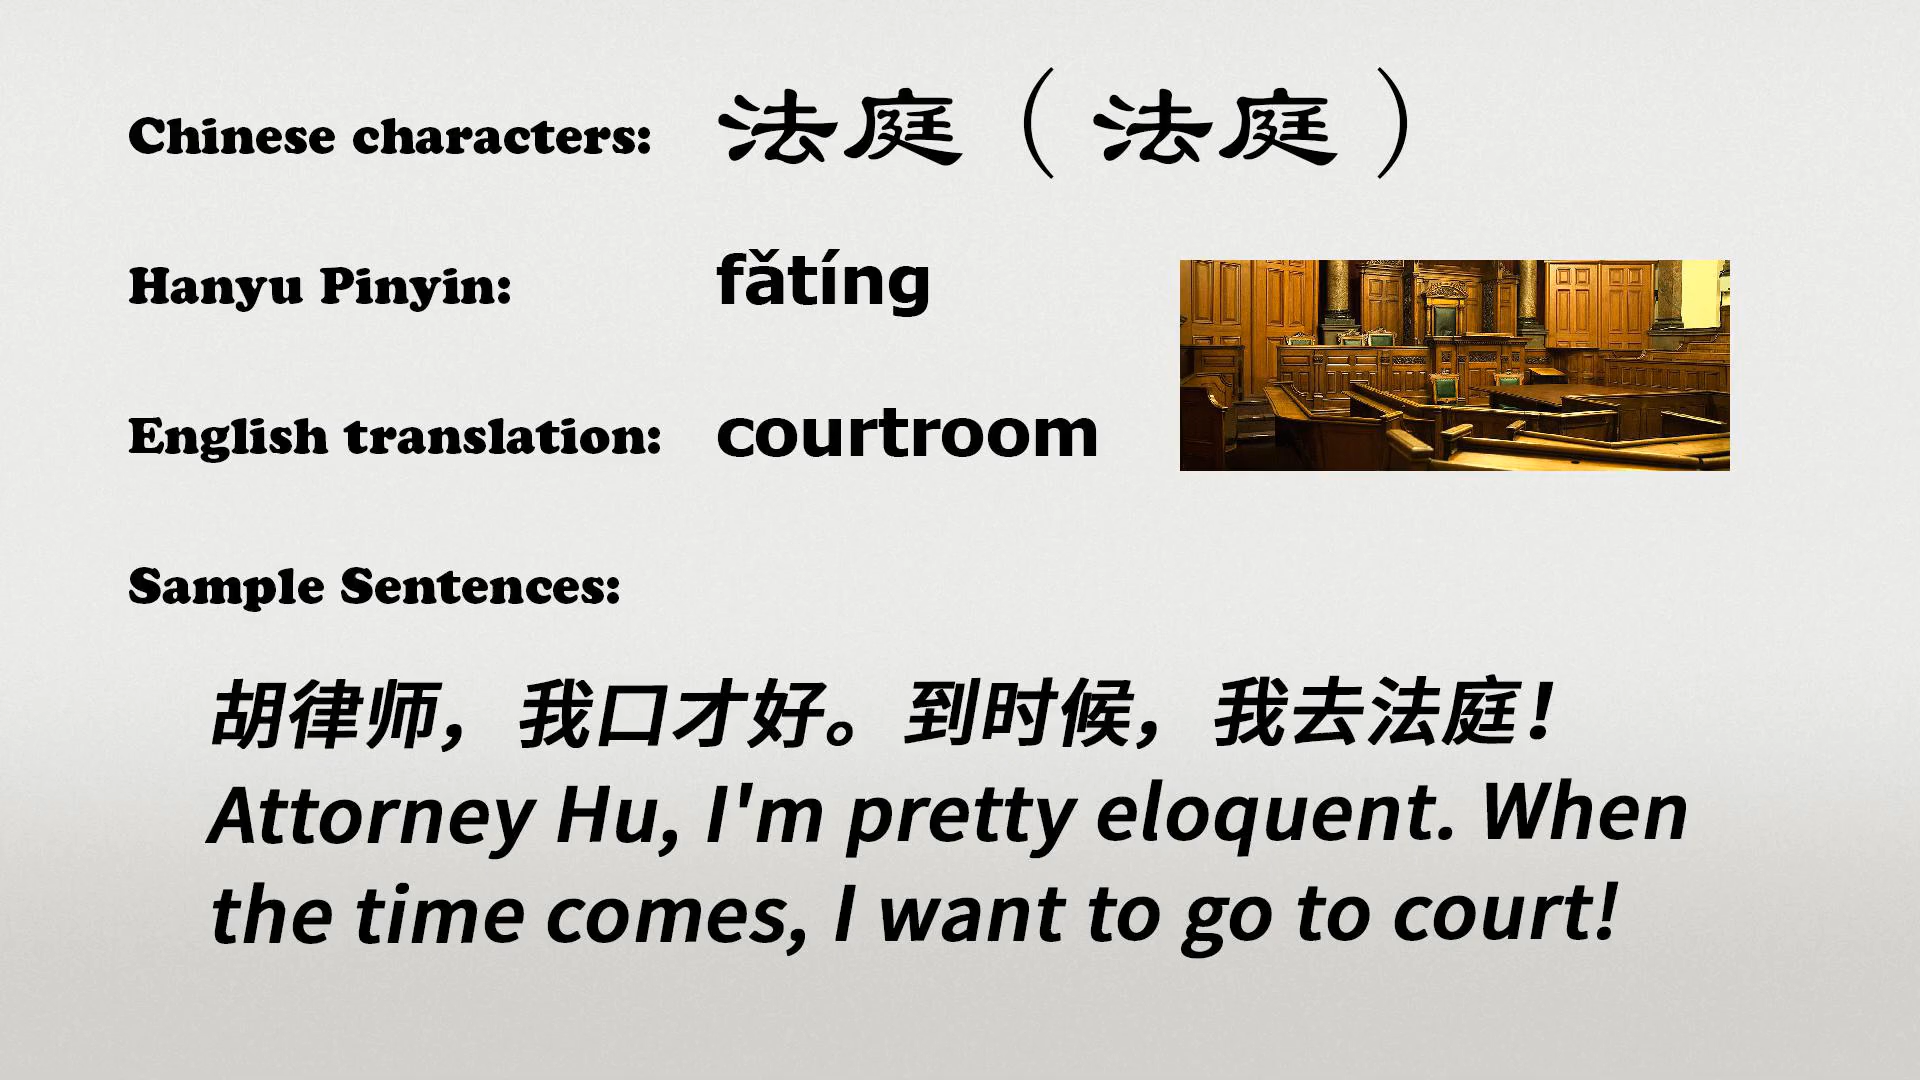 Chinese characters: 法庭（法庭）
Hanyu Pinyin: fǎtíng
English translation: courtroom
Sample Sentences:
胡律师，我口才好。到时候，我去法庭！
Attorney Hu, I'm pretty eloquent. When
the time comes, I want to go to court!